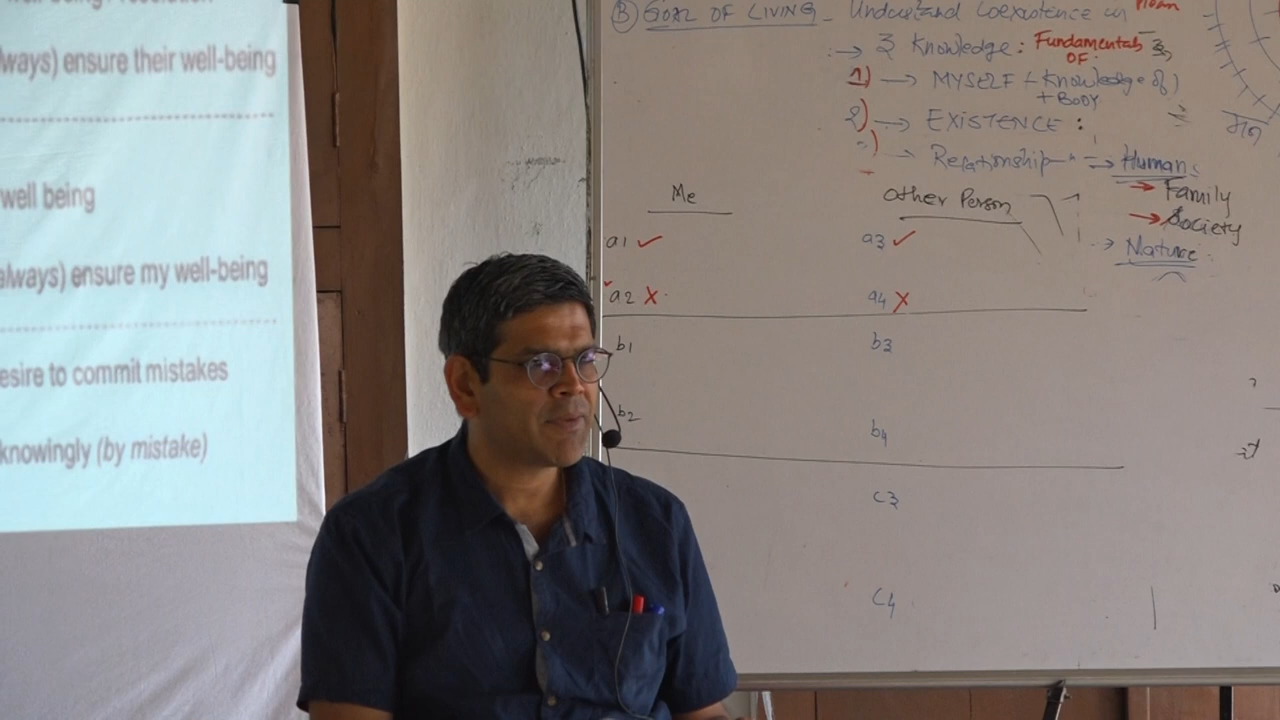 ways) ensure their well-being
well being
always) ensure my well-being
esire to commit mistakes
knowingly (by mistake)
(B) GOAL OF LIVING - Understand Coexistence in
→ ३ Knowledge: Fundamentals
OF
1) → MYSELF + Knowledge of
+ BODY
2) → EXISTENCE :
→ Relationship → Human:
→ Family
→ Society
→ Nature
Me Other Person
a1 ✓ a3 ✓
a2 x a4 x
b1 b3
b2 b4
C3
C4